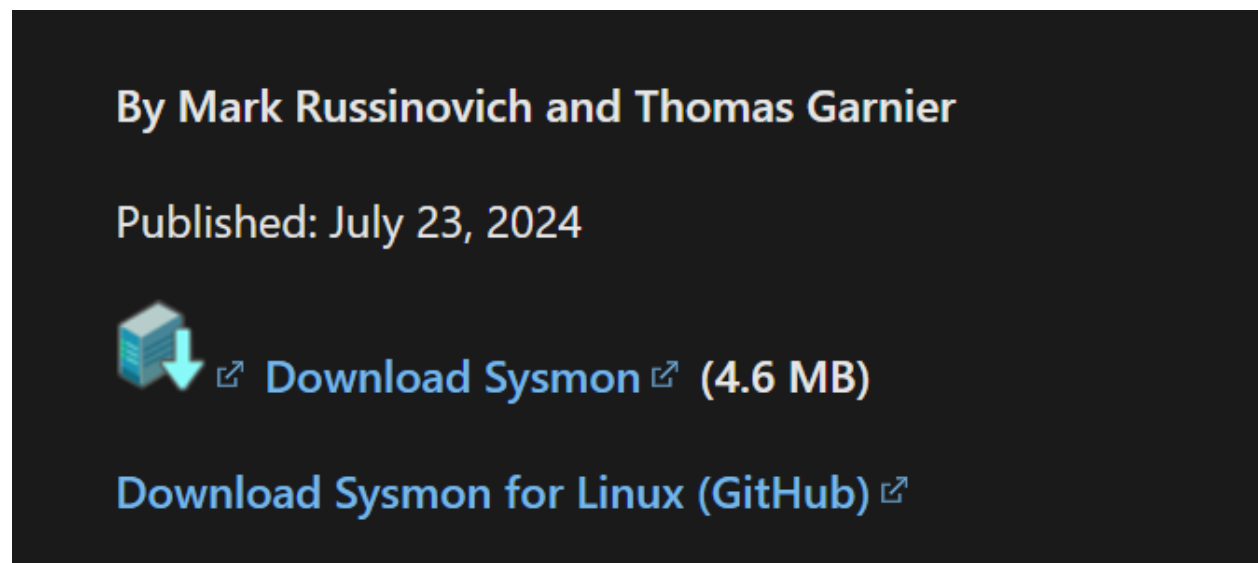 By Mark Russinovich and Thomas Garnier
Published: July 23, 2024
Download Sysmon (4.6 MB)
Download Sysmon for Linux (GitHub)